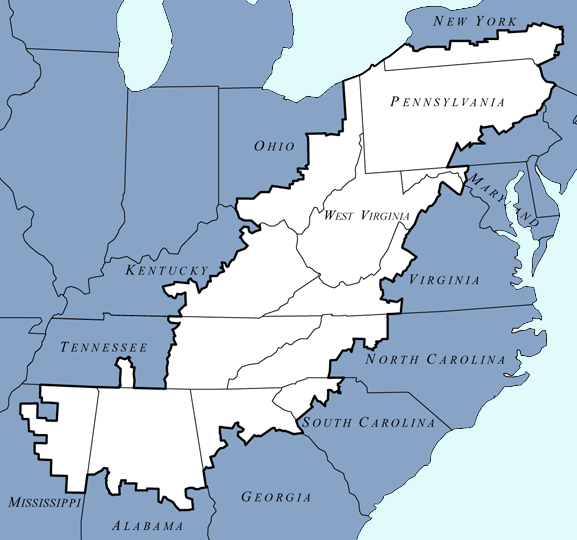 NEW YORK
PENNSYLVANIA
OHIO
MARYLAND
WEST VIRGINIA
KENTUCKY
VIRGINIA
TENNESSEE
NORTH CAROLINA
SOUTH CAROLINA
MISSISSIPPI
GEORGIA
ALABAMA